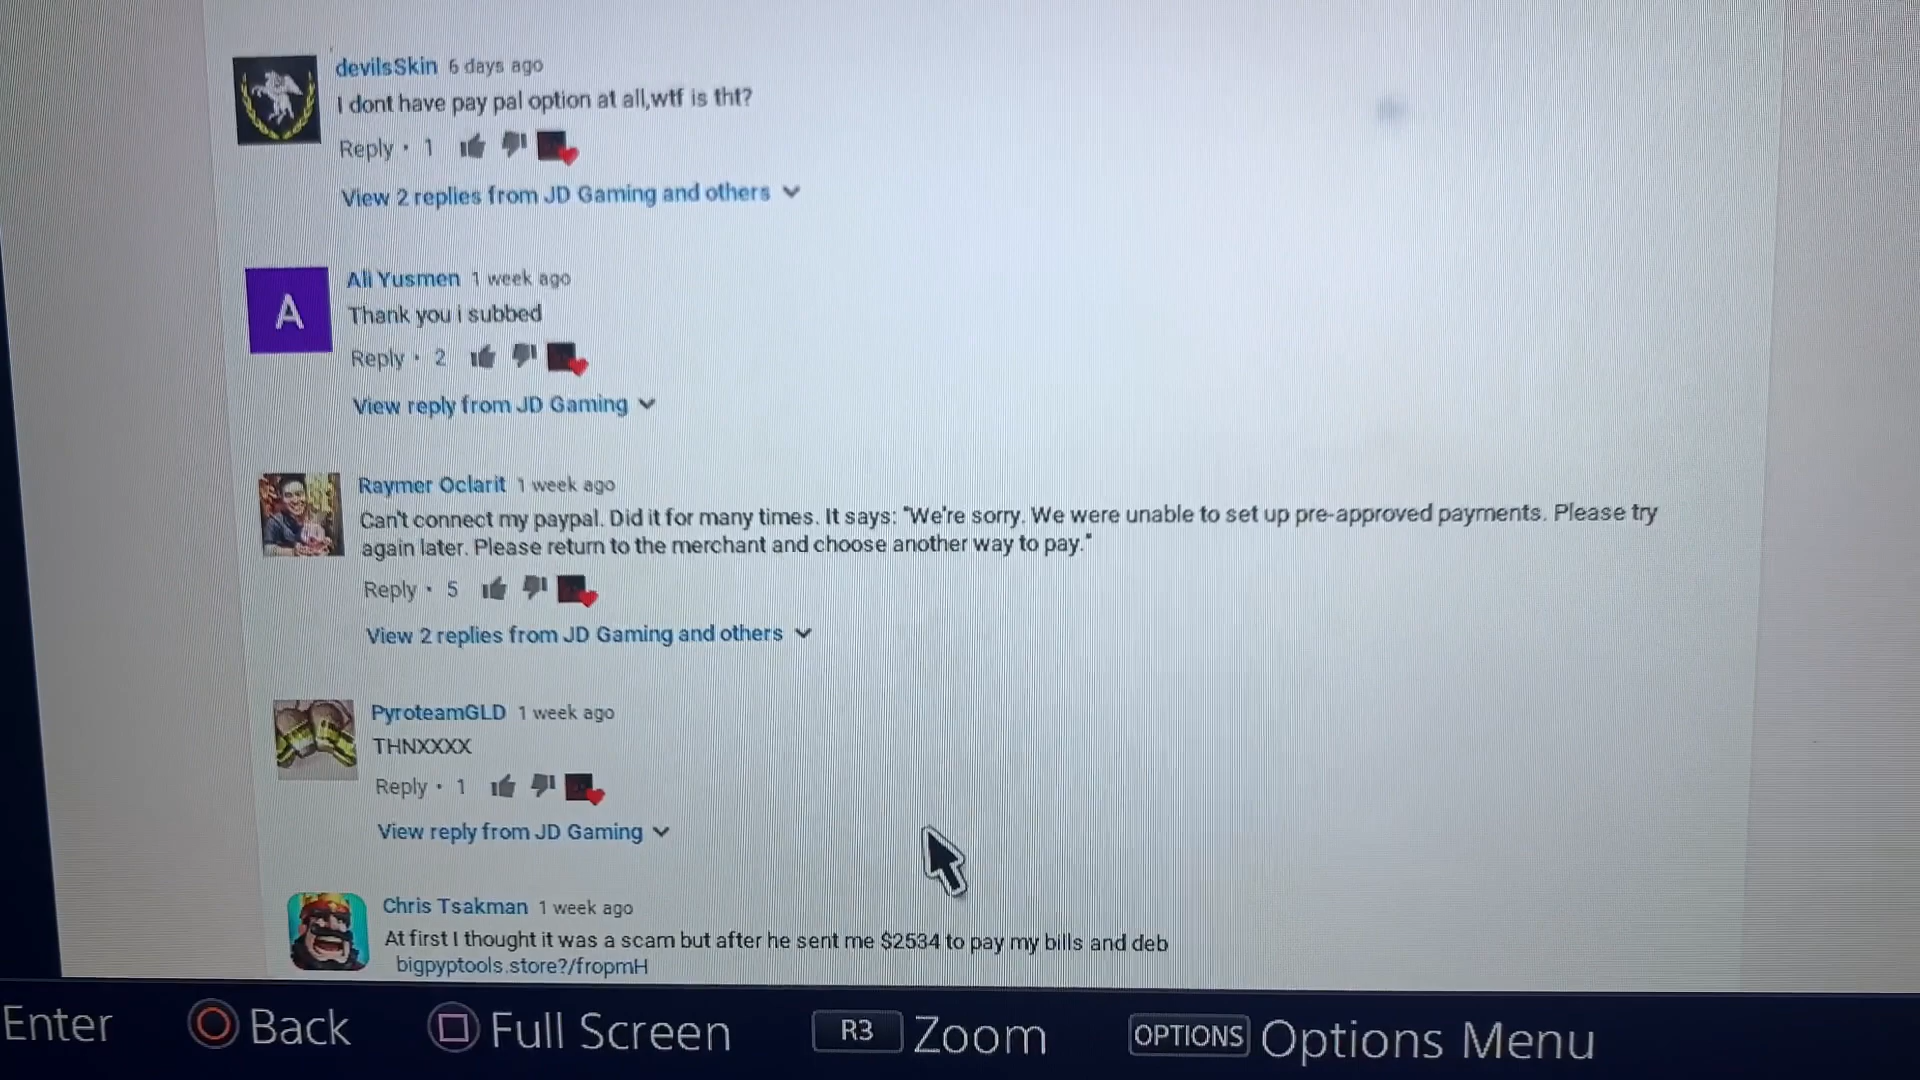 devilsSkin 6 days ago
I dont have pay pal option at all,wtf is tht?
Reply · 1
View 2 replies from JD Gaming and others
A
Ali Yusmen 1 week ago
Thank you i subbed
Reply · 2
View reply from JD Gaming
Raymer Oclarit 1 week ago
Can't connect my paypal. Did it for many times. It says: "We're sorry. We were unable to set up pre-approved payments. Please try
again later. Please return to the merchant and choose another way to pay."
Reply · 5
View 2 replies from JD Gaming and others
PyroteamGLD 1 week ago
THNXXXX
Reply · 1
View reply from JD Gaming
Chris Tsakman 1 week ago
At first I thought it was a scam but after he sent me $2534 to pay my bills and deb
bigpyptools.store?/fropmH
Enter Back Full Screen R3 Zoom OPTIONS Options Menu